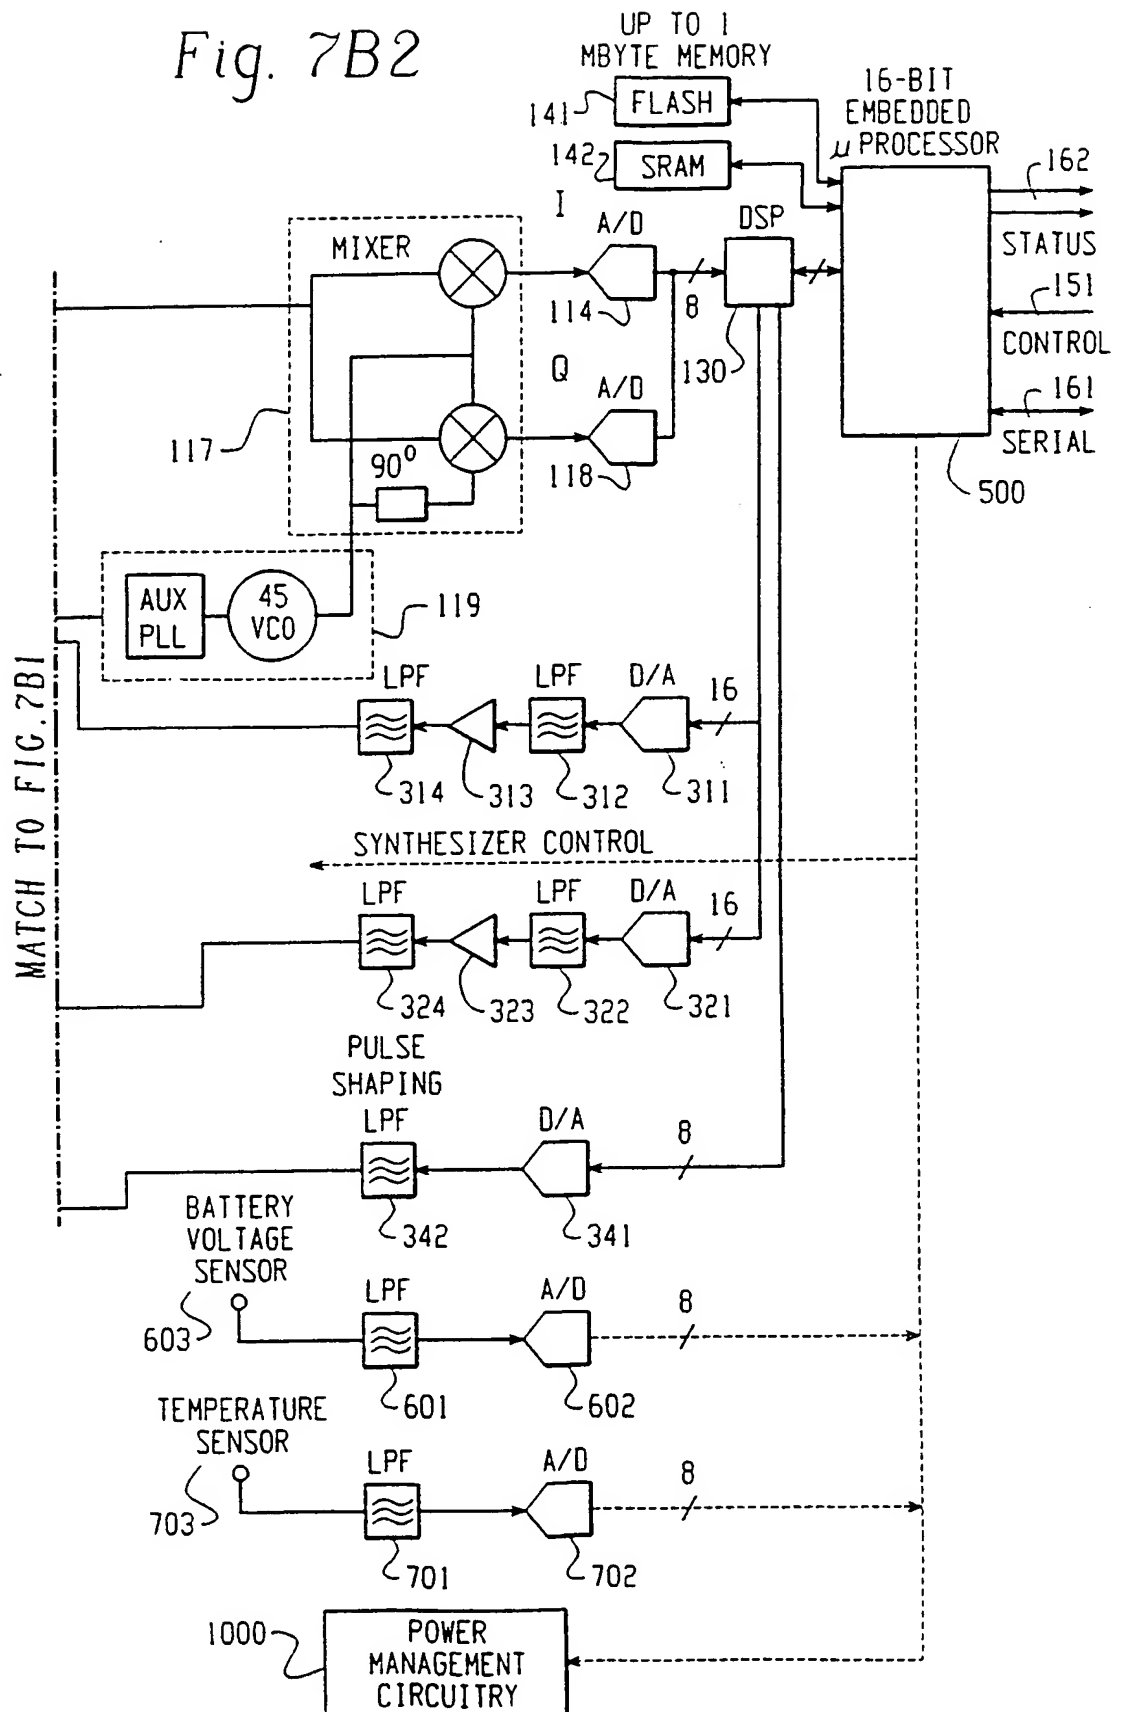 Fig. 7B2
UP TO 1
MBYTE MEMORY
141
FLASH
142
SRAM
16-BIT
EMBEDDED
μ PROCESSOR
162
STATUS
151
CONTROL
161
SERIAL
500
I
A/D
114
8
DSP
130
MIXER
Q
A/D
118
117
90°
AUX
PLL
45
VCO
119
MATCH TO FIG. 7B1
LPF
314
313
LPF
312
D/A
311
16
SYNTHESIZER CONTROL
LPF
324
323
LPF
322
D/A
321
16
PULSE
SHAPING
LPF
342
D/A
341
8
BATTERY
VOLTAGE
SENSOR
603
LPF
601
A/D
602
8
TEMPERATURE
SENSOR
703
LPF
701
A/D
702
8
1000
POWER
MANAGEMENT
CIRCUITRY